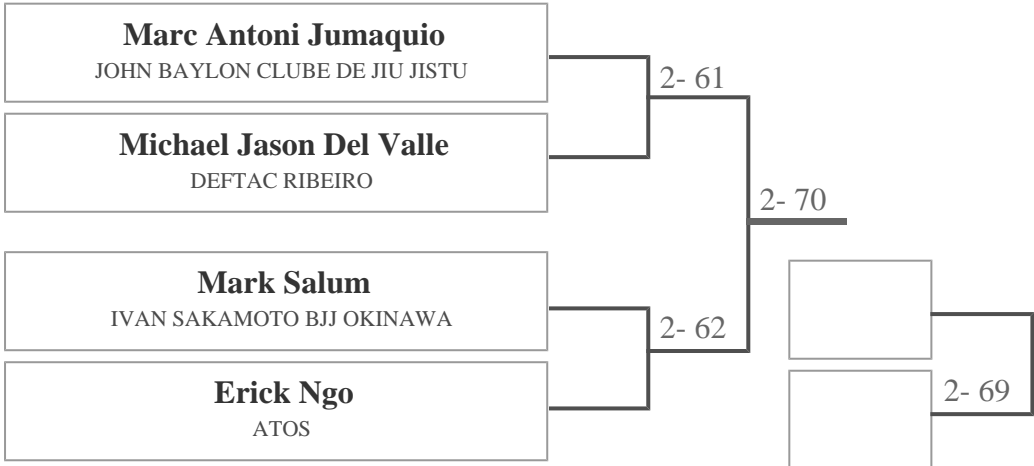 Marc Antoni Jumaquio
JOHN BAYLON CLUBE DE JIU JISTU
2- 61
Michael Jason Del Valle
DEFTAC RIBEIRO
2- 70
Mark Salum
IVAN SAKAMOTO BJJ OKINAWA
2- 62
Erick Ngo
ATOS
2- 69